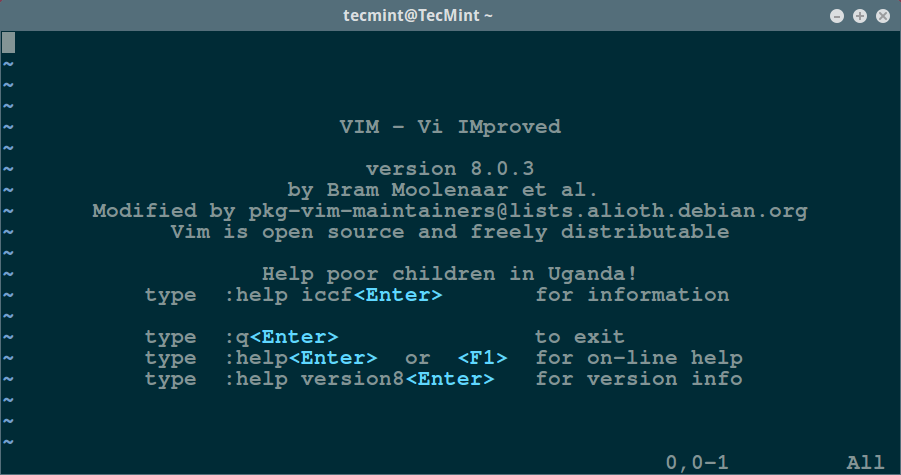 tecmint@TecMint ~
~
~
~
~ VIM - Vi IMproved
~
~ version 8.0.3
~ by Bram Moolenaar et al.
~ Modified by pkg-vim-maintainers@lists.alioth.debian.org
~ Vim is open source and freely distributable
~
~ Help poor children in Uganda!
~ type :help iccf<Enter> for information
~
~ type :q<Enter> to exit
~ type :help<Enter> or <F1> for on-line help
~ type :help version8<Enter> for version info
~
~
~
0,0-1 All